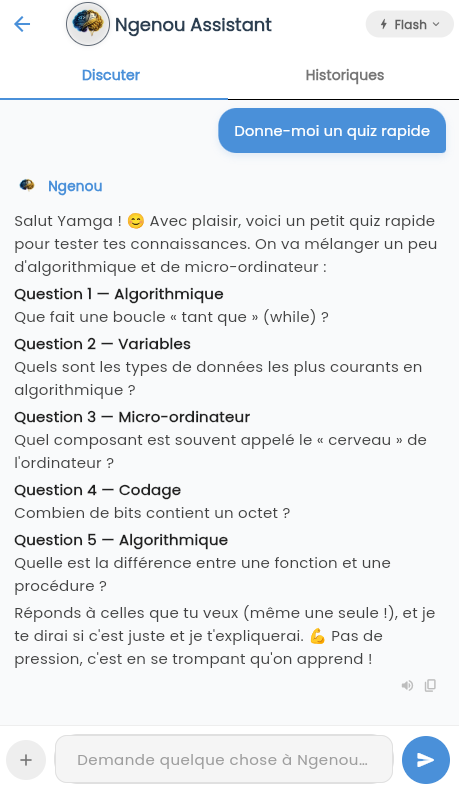 Ngenou Assistant
Flash
Discuter
Historiques
Donne-moi un quiz rapide
Ngenou
Salut Yamga ! 😊 Avec plaisir, voici un petit quiz rapide
pour tester tes connaissances. On va mélanger un peu
d'algorithmique et de micro-ordinateur :
Question 1 — Algorithmique
Que fait une boucle « tant que » (while) ?
Question 2 — Variables
Quels sont les types de données les plus courants en
algorithmique ?
Question 3 — Micro-ordinateur
Quel composant est souvent appelé le « cerveau » de
l'ordinateur ?
Question 4 — Codage
Combien de bits contient un octet ?
Question 5 — Algorithmique
Quelle est la différence entre une fonction et une
procédure ?
Réponds à celles que tu veux (même une seule !), et je
te dirai si c'est juste et je t'expliquerai. 💪 Pas de
pression, c'est en se trompant qu'on apprend !
Demande quelque chose à Ngenou...